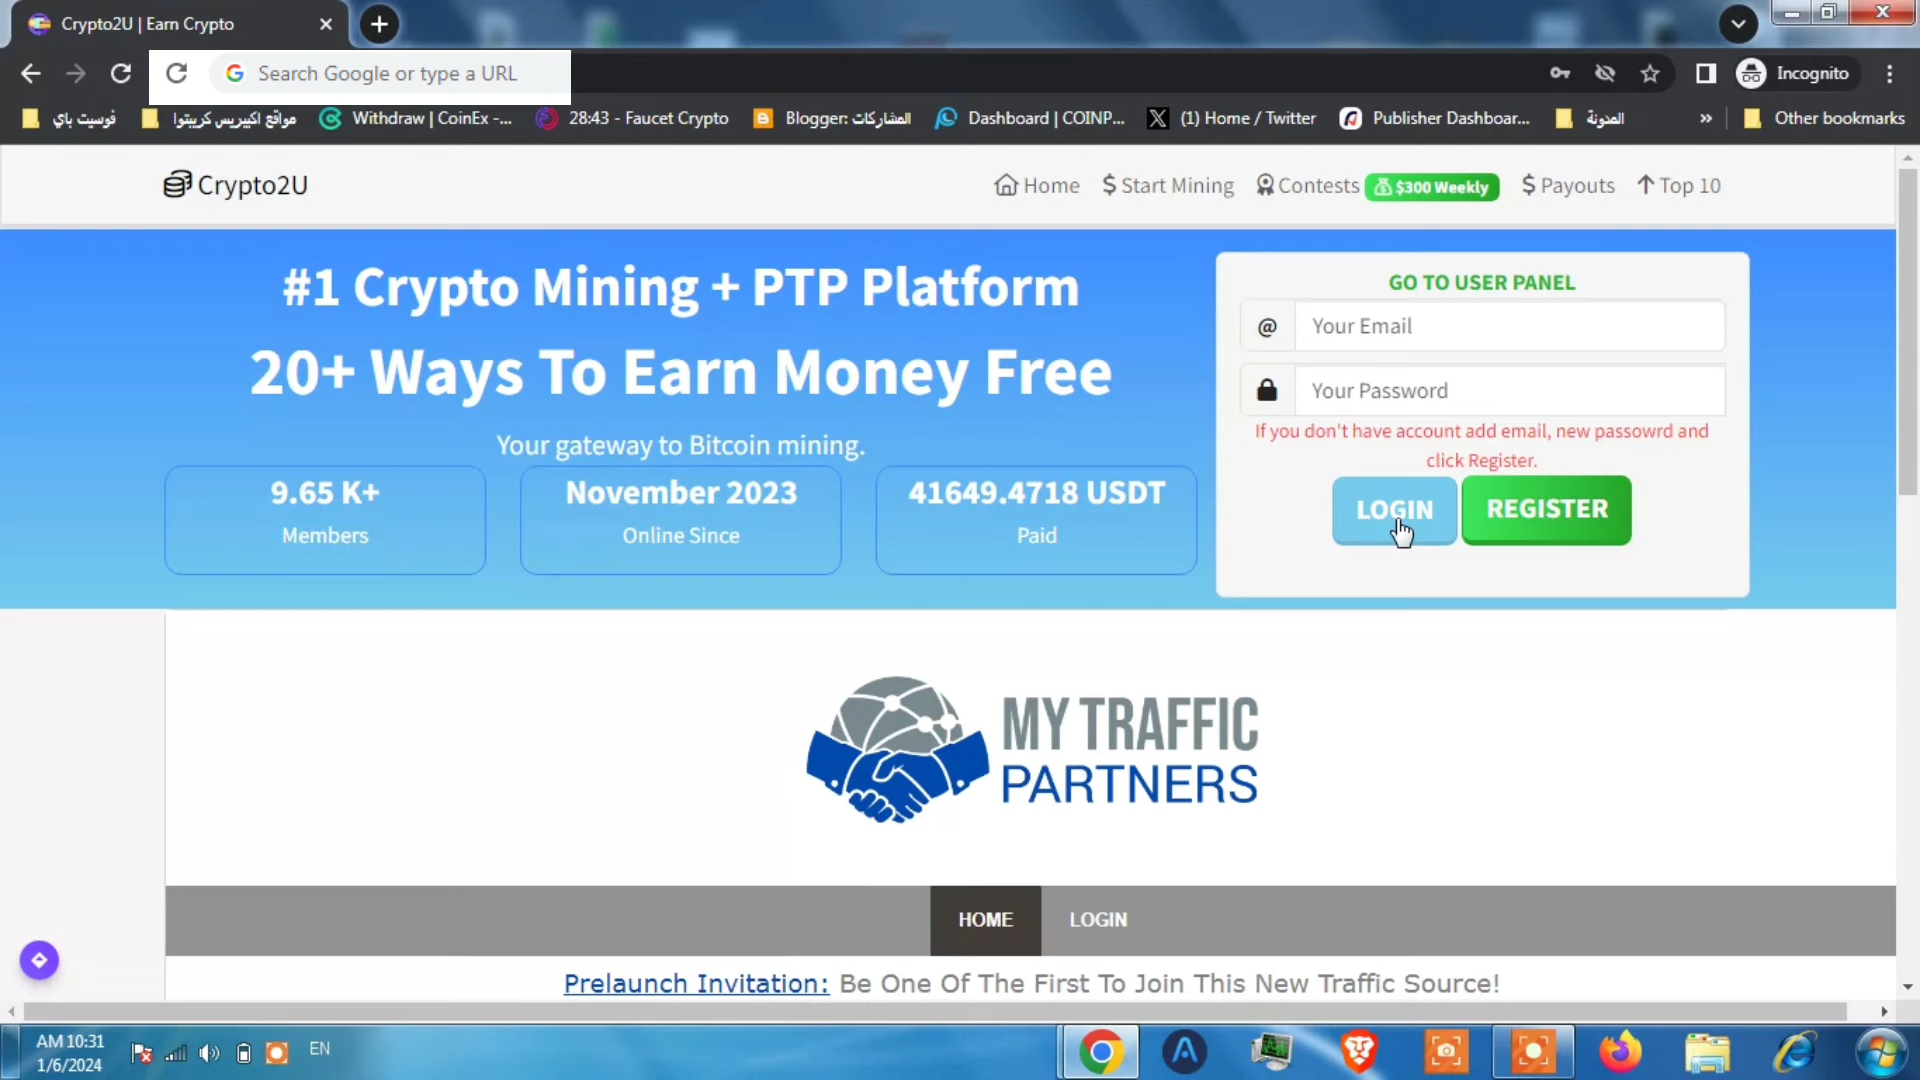 Crypto2U | Earn Crypto
Search Google or type a URL
Incognito
فوسيت باي
مواقع اكبيريس كريبتوا
Withdraw | CoinEx -...
28:43 - Faucet Crypto
Blogger: المشاركات
Dashboard | COINP...
(1) Home / Twitter
Publisher Dashboar...
المدونة
»
Other bookmarks
Crypto2U
Home
$ Start Mining
Contests
$300 Weekly
$ Payouts
Top 10
#1 Crypto Mining + PTP Platform
20+ Ways To Earn Money Free
Your gateway to Bitcoin mining.
9.65 K+
Members
November 2023
Online Since
41649.4718 USDT
Paid
GO TO USER PANEL
@ Your Email
Your Password
If you don't have account add email, new passowrd and
click Register.
LOGIN
REGISTER
MY TRAFFIC
PARTNERS
HOME
LOGIN
Prelaunch Invitation: Be One Of The First To Join This New Traffic Source!
AM 10:31
1/6/2024
EN